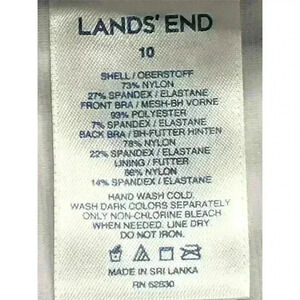 LANDS' END
10
SHELL / OBERSTOFF
73% NYLON
27% SPANDEX / ELASTANE
FRONT BRA / MESH-BH VORNE
93% POLYESTER
7% SPANDEX / ELASTANE
BACK BRA / BH-FUTTER HINTEN
78% NYLON
22% SPANDEX / ELASTANE
LINING / FUTTER
86% NYLON
14% SPANDEX / ELASTANE
HAND WASH COLD.
WASH DARK COLORS SEPARATELY
ONLY NON-CHLORINE BLEACH
WHEN NEEDED. LINE DRY.
DO NOT IRON.
MADE IN SRI LANKA
RN 62830